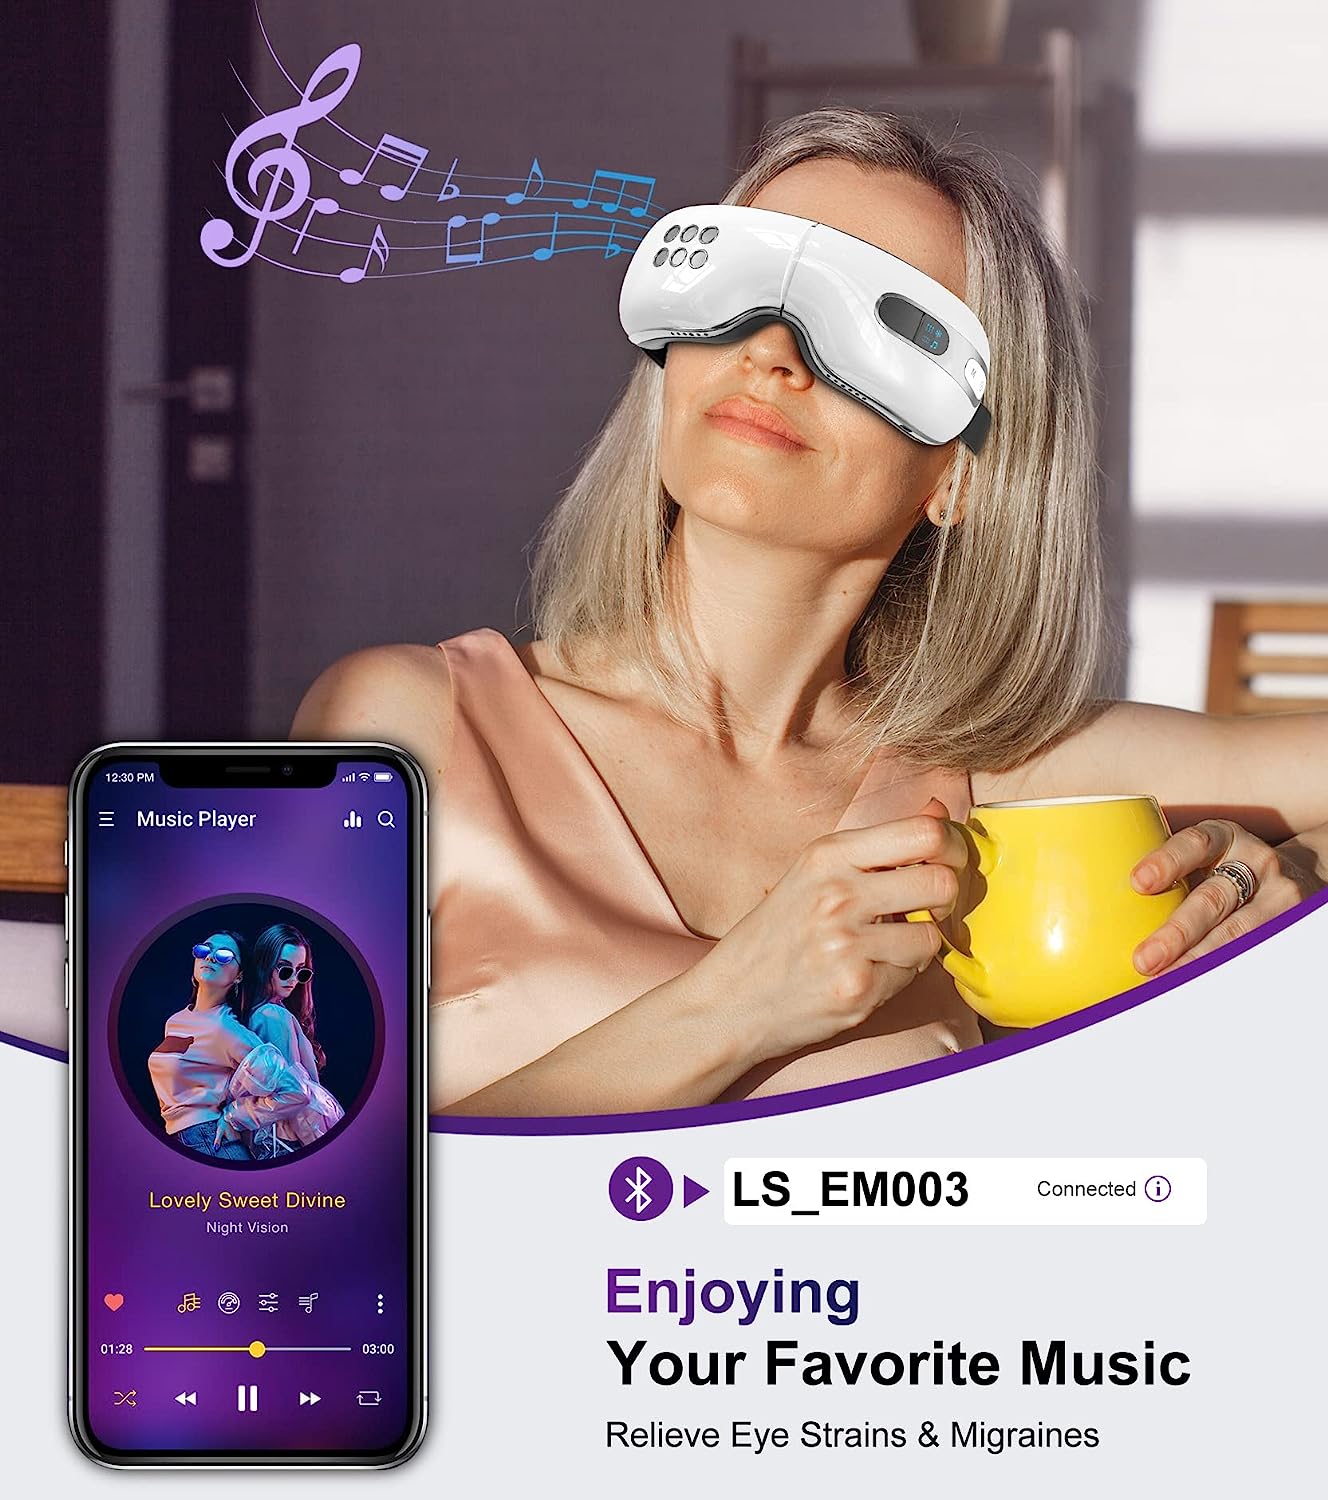 12:30 PM
Music Player
Lovely Sweet Divine
Night Vision
01:28
03:00
LS_EM003
Connected
Enjoying
Your Favorite Music
Relieve Eye Strains & Migraines